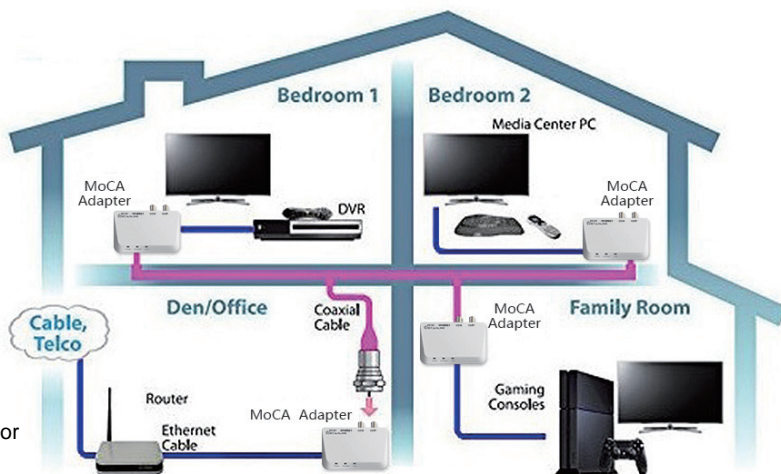 Bedroom 1
Bedroom 2
Media Center PC
MoCA
Adapter
DVR
MoCA
Adapter
Den/Office
Coaxial
Cable
MoCA
Adapter
Family Room
Cable,
Telco
Router
MoCA Adapter
Gaming
Consoles
or
Ethernet
Cable